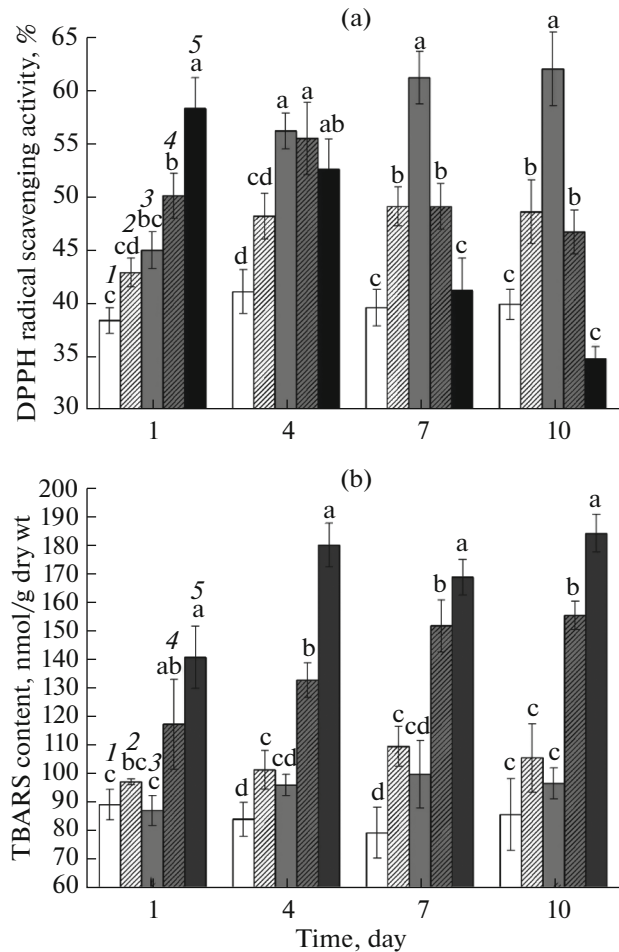 (a)
DPPH radical scavenging activity, %
65
60
55
50
45
40
35
30
1 c
2 cd
3 bc
4 b
5 a
d cd a a ab
c b a b c
c b a b c
1 4 7 10
(b)
TBARS content, nmol/g dry wt
200
190
180
170
160
150
140
130
120
110
100
90
80
70
60
1 c
2 bc
3 c
4 ab
5 a
d c cd b a
d c cd b a
c c c b a
1 4 7 10
Time, day